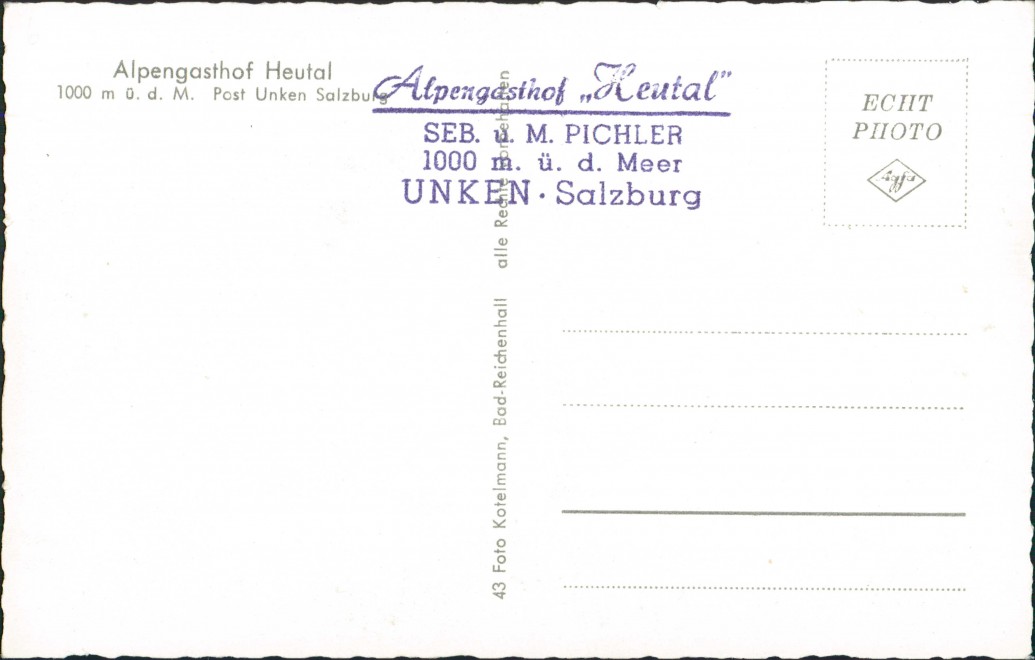 Alpengasthof Heutal
1000 m ü. d. M. Post Unken Salzburg
Alpengasthof „Heutal"
SEB. u. M. PICHLER
1000 m. ü. d. Meer
UNKEN · Salzburg
ECHT
PHOTO
Agfa
43 Foto Kotelmann, Bad-Reichenhall alle Rechte vorbehalten